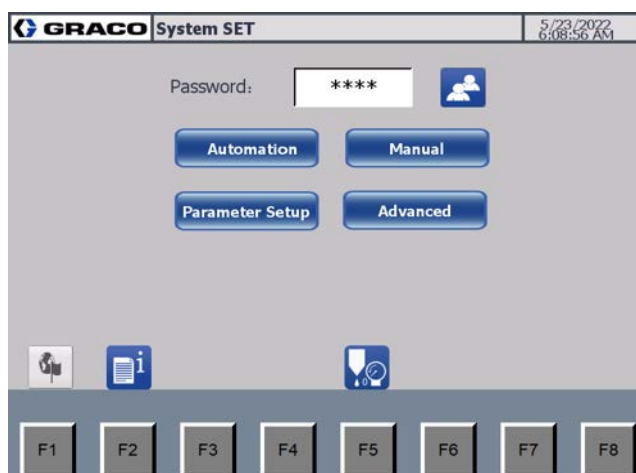 GRACO System SET 5/23/2022
6:08:56 AM
Password: ****
Automation Manual
Parameter Setup Advanced
i
F1 F2 F3 F4 F5 F6 F7 F8